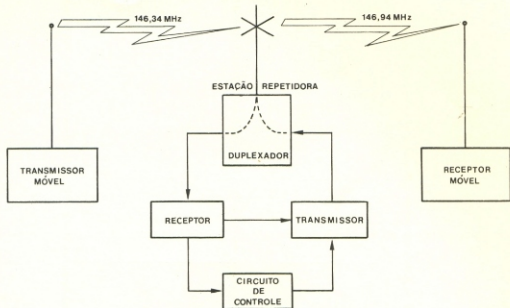 146,34 MHz
146,94 MHz
ESTAÇÃO REPETIDORA
DUPLEXADOR
TRANSMISSOR
MÓVEL
RECEPTOR
MÓVEL
RECEPTOR
TRANSMISSOR
CIRCUITO
DE
CONTROLE